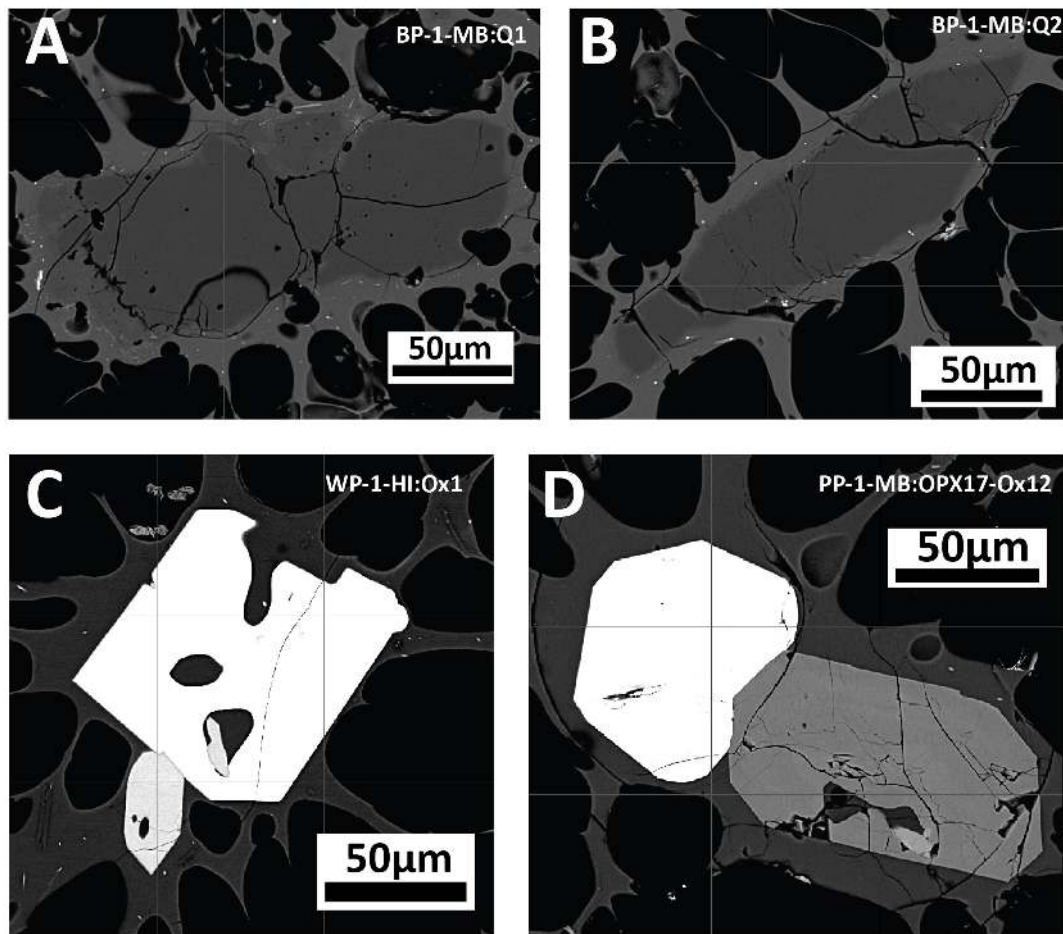 A
BP-1-MB:Q1
50µm
B
BP-1-MB:Q2
50µm
C
WP-1-HI:Ox1
50µm
D
PP-1-MB:OPX17-Ox12
50µm